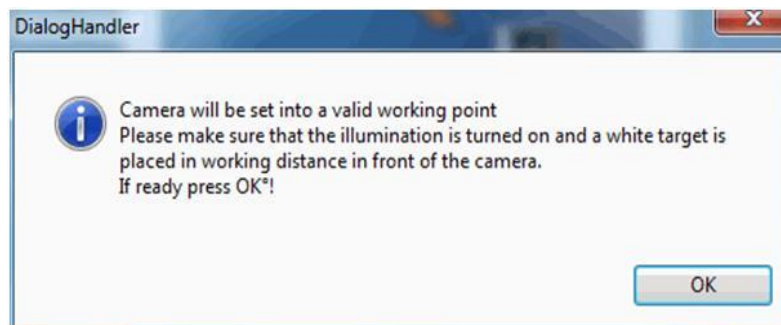 DialogHandler
Camera will be set into a valid working point
Please make sure that the illumination is turned on and a white target is
placed in working distance in front of the camera.
If ready press OK°!
OK